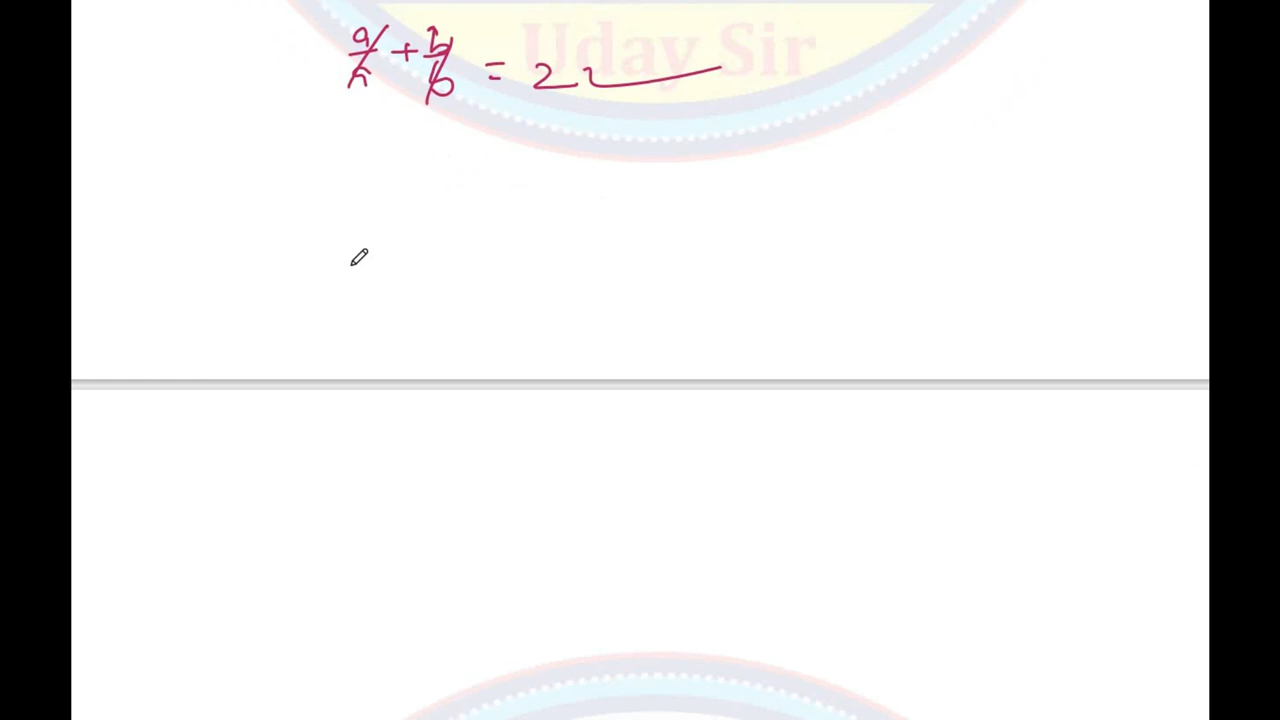 Uday Sir
a/a + b/b = 2